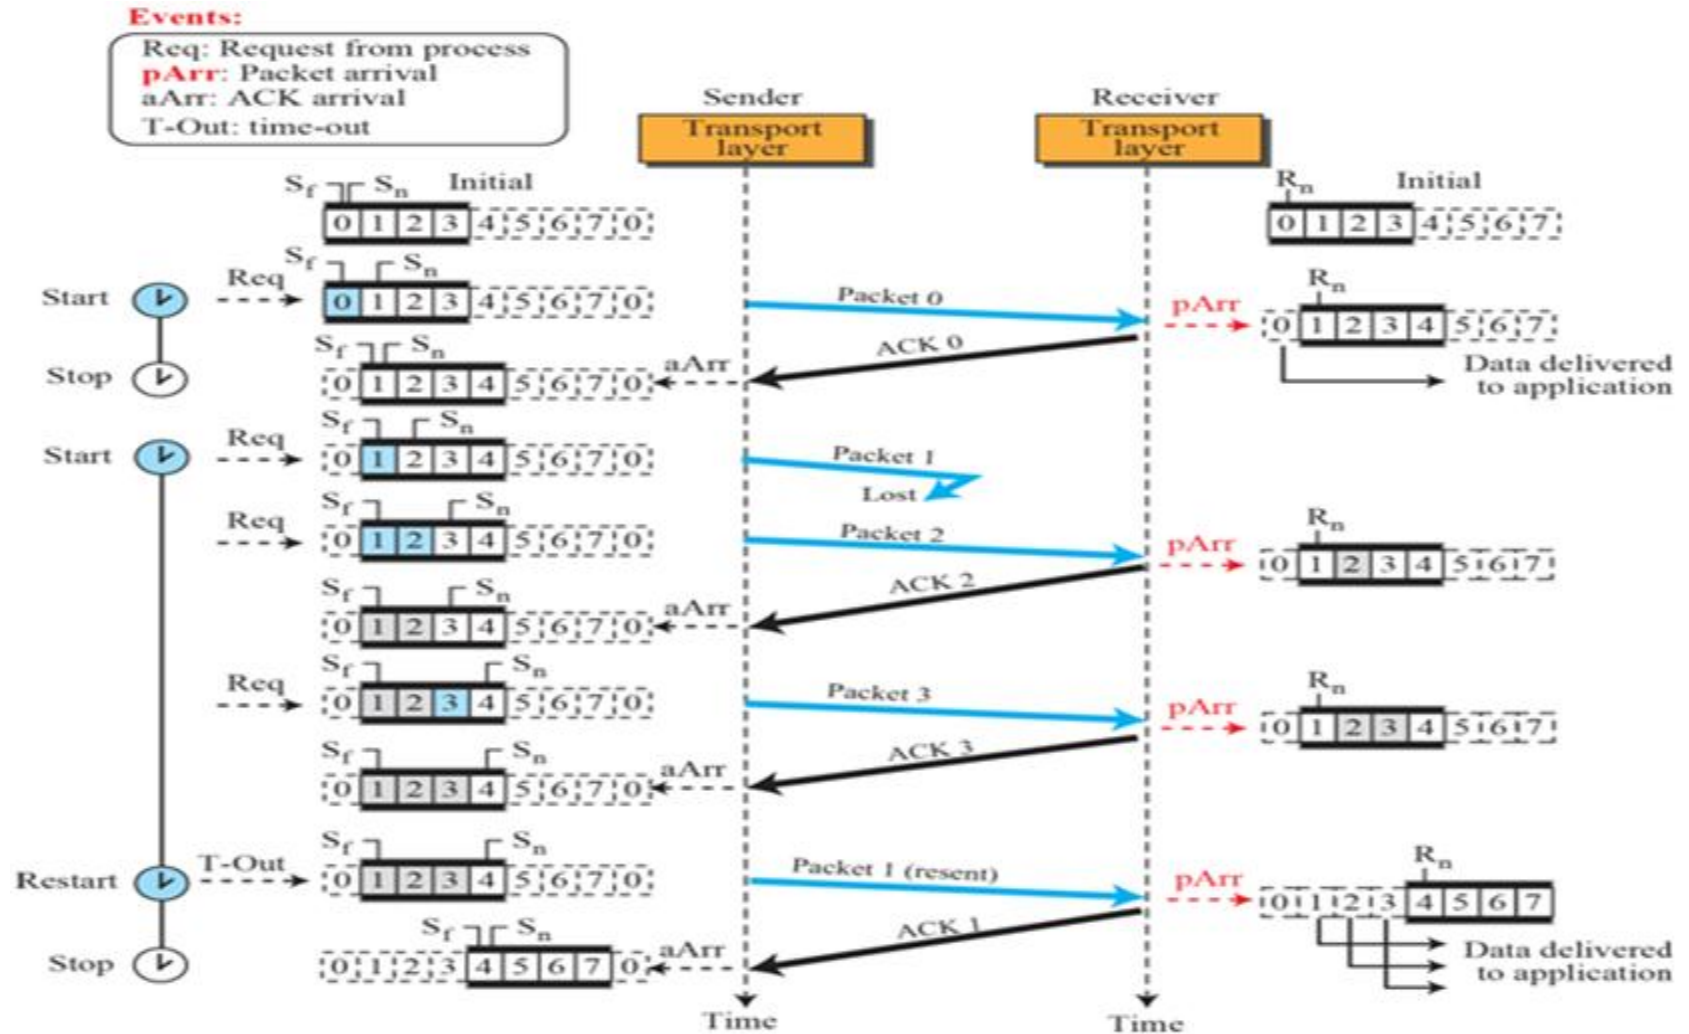 Events:
Req: Request from process
pArr: Packet arrival
aArr: ACK arrival
T-Out: time-out
Sender
Receiver
Transport layer
Transport layer
Sf Sn Initial
0 1 2 3 4 5 6 7 0
Rn Initial
0 1 2 3 4 5 6 7
Start
Req
Sf Sn
0 1 2 3 4 5 6 7 0
Packet 0
pArr
Rn
0 1 2 3 4 5 6 7
Data delivered
to application
Stop
Sf Sn
0 1 2 3 4 5 6 7 0
aArr
ACK 0
Start
Req
Sf Sn
0 1 2 3 4 5 6 7 0
Packet 1
Lost
Req
Sf Sn
0 1 2 3 4 5 6 7 0
Packet 2
pArr
Rn
0 1 2 3 4 5 6 7
Sf Sn
0 1 2 3 4 5 6 7 0
aArr
ACK 2
Req
Sf Sn
0 1 2 3 4 5 6 7 0
Packet 3
pArr
Rn
0 1 2 3 4 5 6 7
Sf Sn
0 1 2 3 4 5 6 7 0
aArr
ACK 3
Restart
T-Out
Sf Sn
0 1 2 3 4 5 6 7 0
Packet 1 (resent)
pArr
Rn
0 1 2 3 4 5 6 7
Data delivered
to application
Stop
Sf Sn
0 1 2 3 4 5 6 7 0
aArr
ACK 1
Time
Time